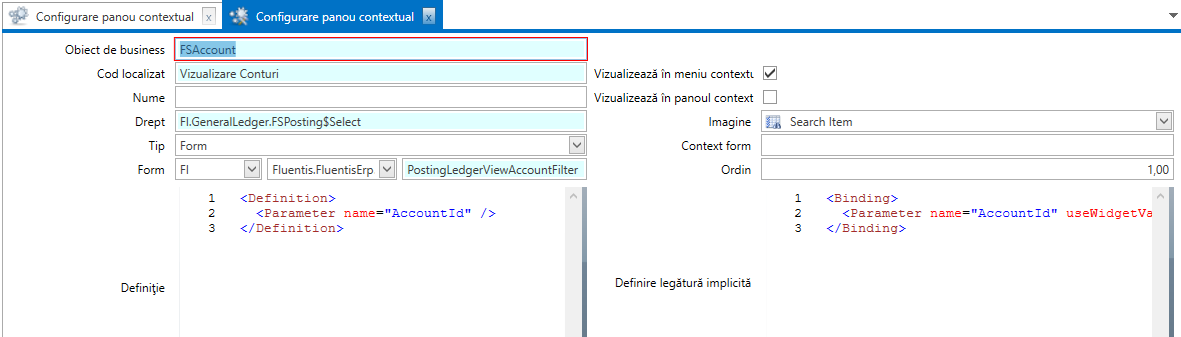 Configurare panou contextual x
Configurare panou contextual x
Obiect de business FSAccount
Cod localizat Vizualizare Conturi
Vizualizează în meniu contextu
Nume
Vizualizează în panoul context
Drept FI.GeneralLedger.FSPosting$Select
Imagine Search Item
Tip Form
Context form
Form FI Fluentis.FluentisErp PostingLedgerViewAccountFilter
Ordin 1,00
Definiție
1 <Definition>
2 <Parameter name="AccountId" />
3 </Definition>
Definire legătură implicită
1 <Binding>
2 <Parameter name="AccountId" useWidgetVa
3 </Binding>